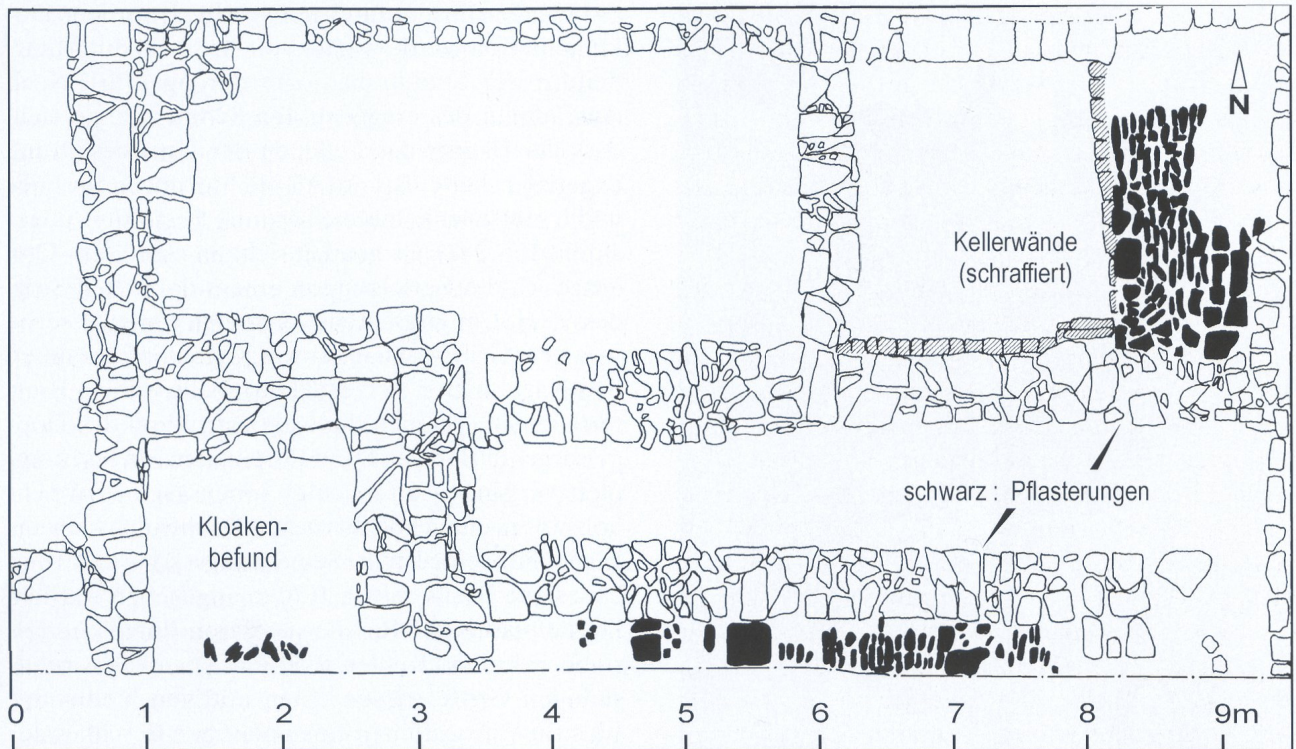 N
Kellerwände
(schraffiert)
schwarz : Pflasterungen
Kloaken-
befund
0 1 2 3 4 5 6 7 8 9m